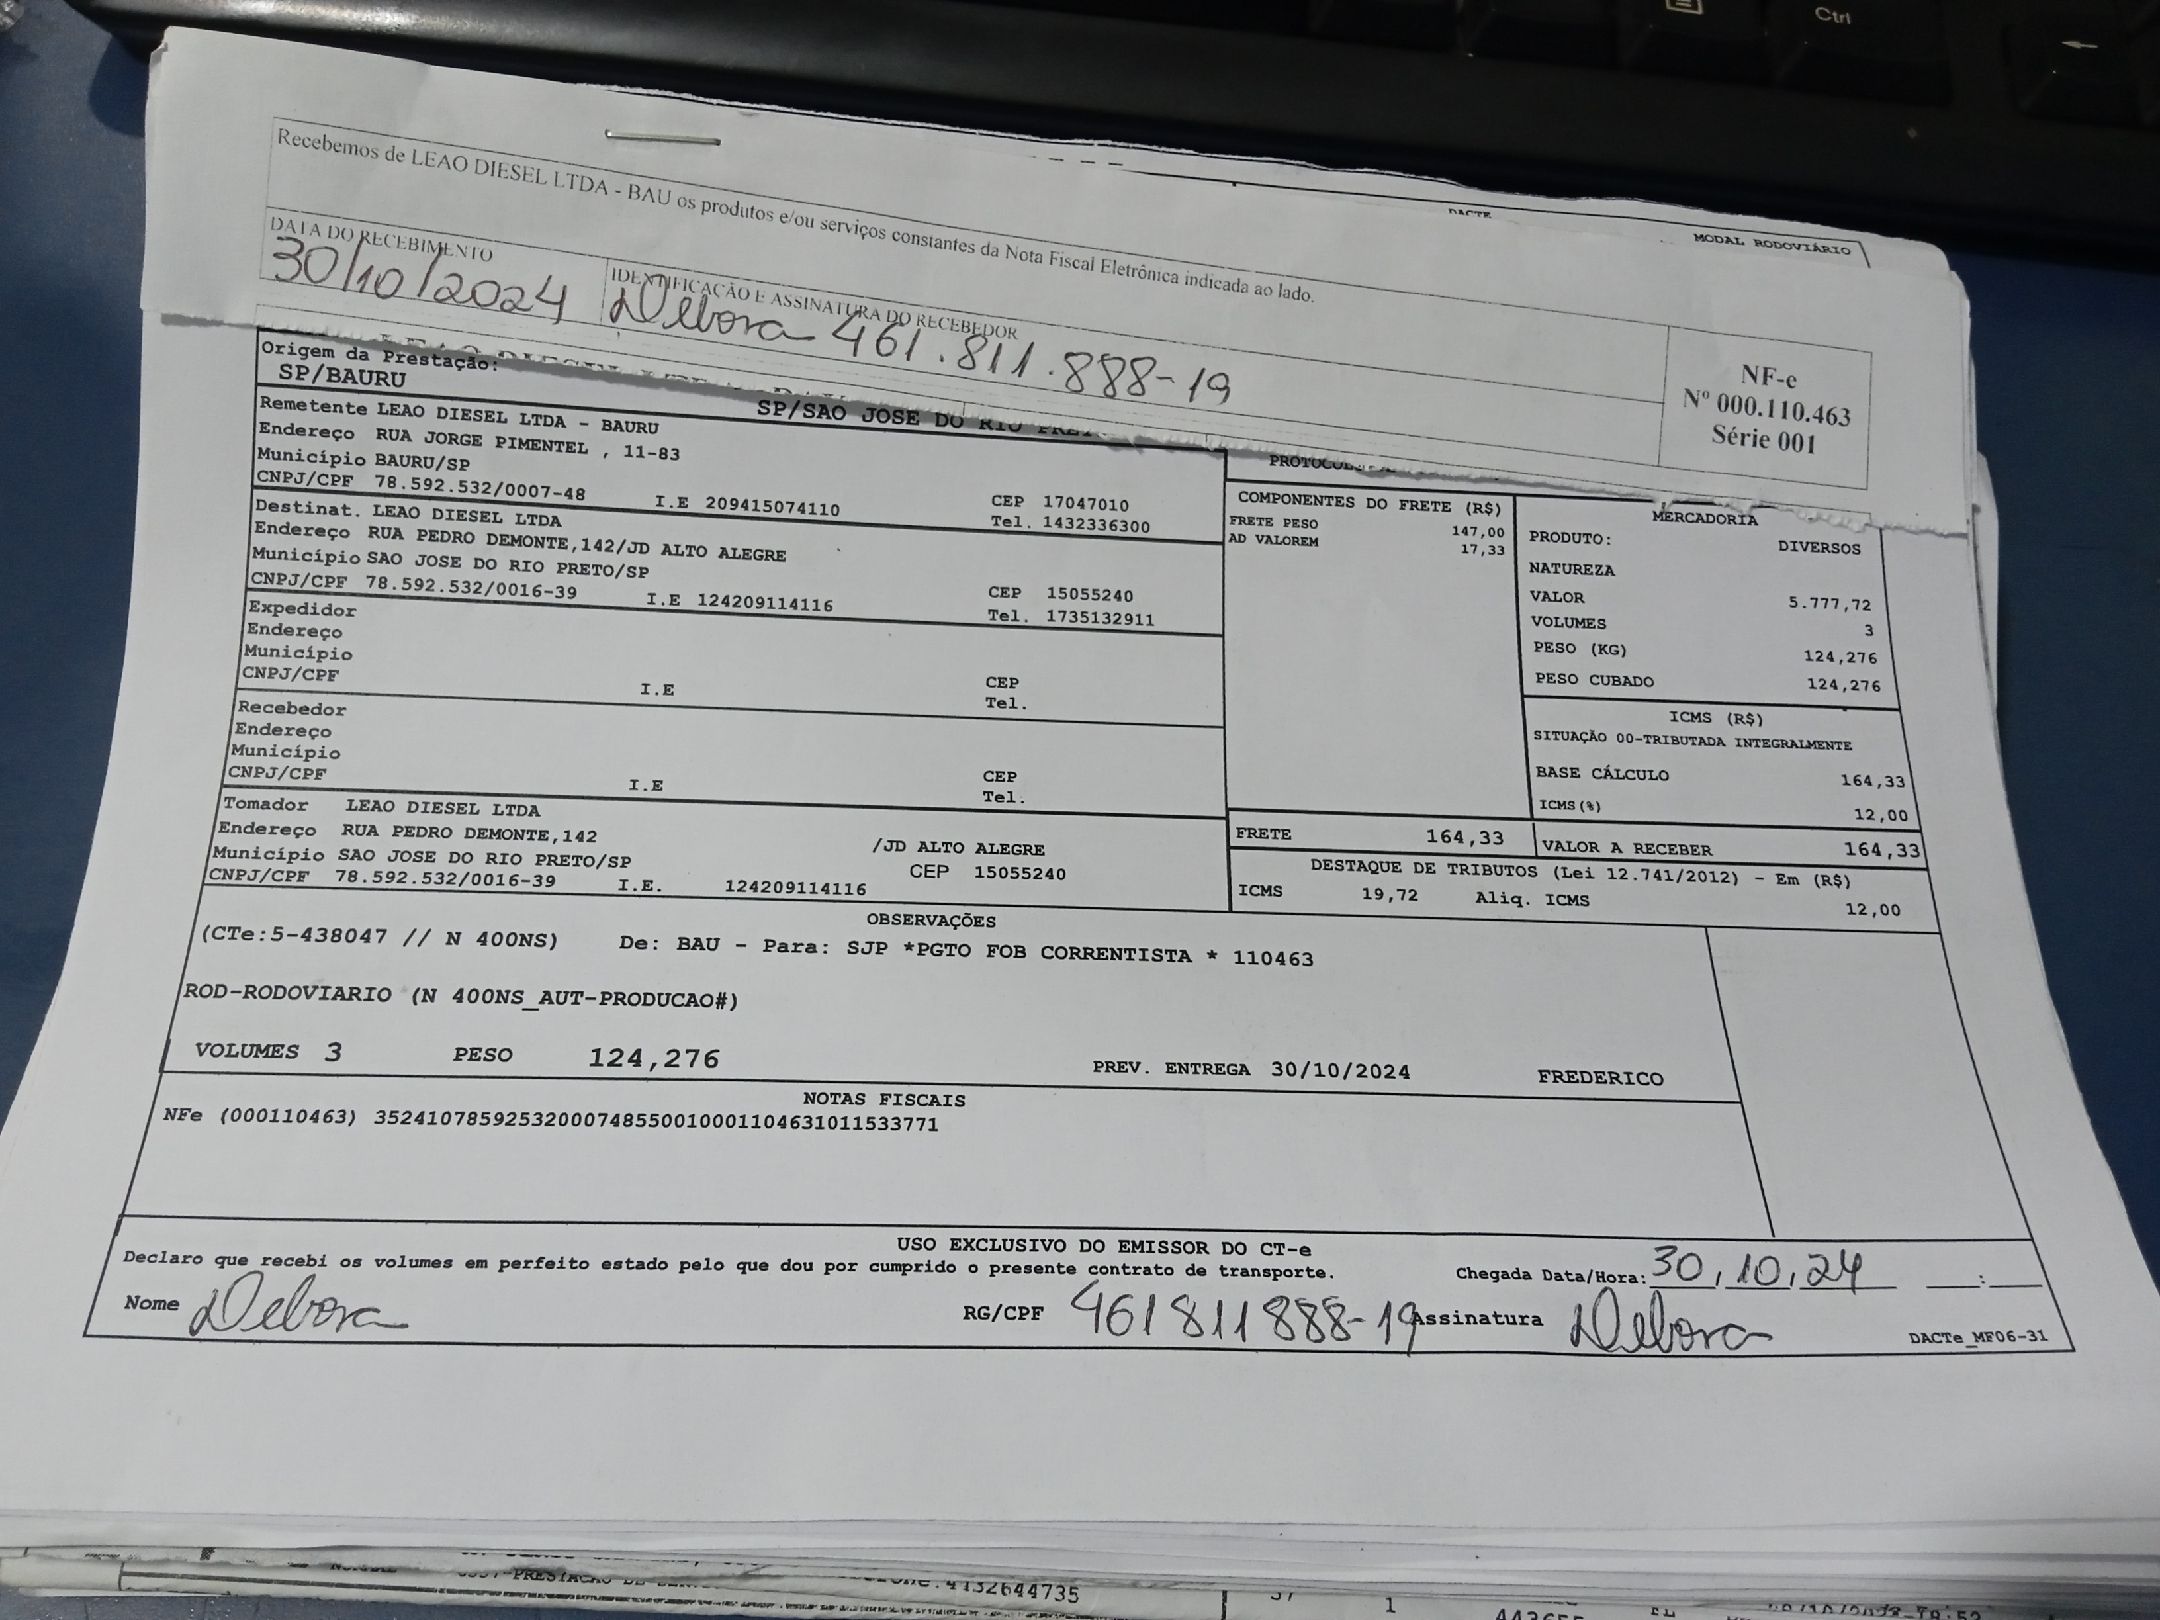 Ctrl
DACTE
MODAL RODOVIÁRIO
Recebemos de LEAO DIESEL LTDA - BAU os produtos e/ou serviços constantes da Nota Fiscal Eletrônica indicada ao lado.
DATA DO RECEBIMENTO
30/10/2024
IDENTIFICAÇÃO E ASSINATURA DO RECEBEDOR
Debora 461.811.888-19
NF-e
Nº 000.110.463
Série 001
Origem da Prestação:
SP/BAURU
SP/SAO JOSE DO RIO PRET
Remetente LEAO DIESEL LTDA - BAURU
Endereço RUA JORGE PIMENTEL , 11-83
Município BAURU/SP
CEP 17047010
CNPJ/CPF 78.592.532/0007-48 I.E 209415074110
Tel. 1432336300
Destinat. LEAO DIESEL LTDA
Endereço RUA PEDRO DEMONTE,142/JD ALTO ALEGRE
Município SAO JOSE DO RIO PRETO/SP
CEP 15055240
CNPJ/CPF 78.592.532/0016-39 I.E 124209114116
Tel. 1735132911
Expedidor
Endereço
Município
CEP
CNPJ/CPF I.E
Tel.
Recebedor
Endereço
Município
CEP
CNPJ/CPF I.E
Tel.
Tomador LEAO DIESEL LTDA
Endereço RUA PEDRO DEMONTE,142 /JD ALTO ALEGRE
Município SAO JOSE DO RIO PRETO/SP CEP 15055240
CNPJ/CPF 78.592.532/0016-39 I.E. 124209114116
COMPONENTES DO FRETE (R$)
FRETE PESO 147,00
AD VALOREM 17,33
MERCADORIA
PRODUTO: DIVERSOS
NATUREZA
VALOR 5.777,72
VOLUMES 3
PESO (KG) 124,276
PESO CUBADO 124,276
ICMS (R$)
SITUAÇÃO 00-TRIBUTADA INTEGRALMENTE
BASE CÁLCULO 164,33
ICMS(%) 12,00
FRETE 164,33
VALOR A RECEBER 164,33
DESTAQUE DE TRIBUTOS (Lei 12.741/2012) - Em (R$)
ICMS 19,72 Aliq. ICMS 12,00
OBSERVAÇÕES
(CTe:5-438047 // N 400NS) De: BAU - Para: SJP *PGTO FOB CORRENTISTA * 110463
ROD-RODOVIARIO (N 400NS_AUT-PRODUCAO#)
VOLUMES 3 PESO 124,276 PREV. ENTREGA 30/10/2024 FREDERICO
NOTAS FISCAIS
NFe (000110463) 35241078592532000748550010001104631011533771
USO EXCLUSIVO DO EMISSOR DO CT-e
Declaro que recebi os volumes em perfeito estado pelo que dou por cumprido o presente contrato de transporte.
Chegada Data/Hora: 30,10,24 __:__
Nome Debora RG/CPF 461811888-19 Assinatura Debora
DACTe_MF06-31
4132644735
1